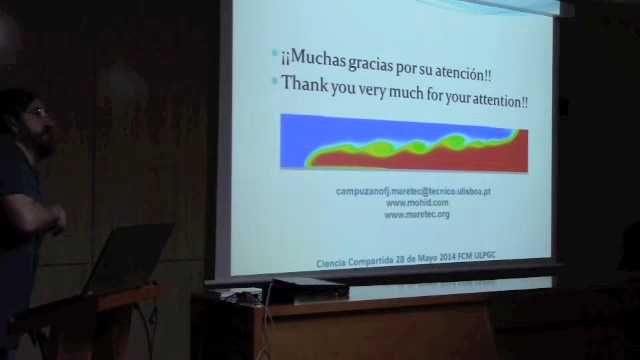 ¡¡Muchas gracias por su atención!!
Thank you very much for your attention!!
campuzanofj.maretec@tecnico.ulisboa.pt
www.mohid.com
www.maretec.org
Ciencia Compartida 28 de Mayo 2014 FCM ULPGC